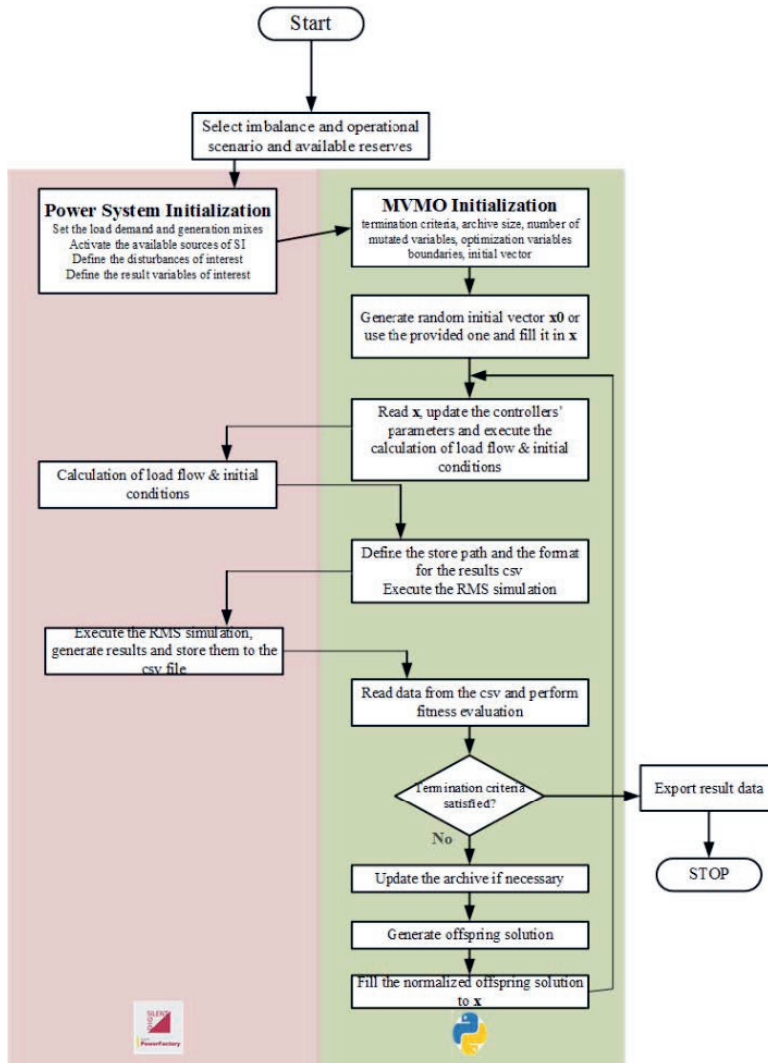 Start
Select imbalance and operational
scenario and available reserves
Power System Initialization
Set the load demand and generation mixes
Activate the available sources of SI
Define the disturbances of interest
Define the result variables of interest
MVMO Initialization
termination criteria, archive size, number of
mutated variables, optimization variables
boundaries, initial vector
Generate random initial vector x0 or
use the provided one and fill it in x
Read x, update the controllers'
parameters and execute the
calculation of load flow & initial
conditions
Calculation of load flow & initial
conditions
Define the store path and the format
for the results csv
Execute the RMS simulation
Execute the RMS simulation,
generate results and store them to the
csv file
Read data from the csv and perform
fitness evaluation
Termination criteria
satisfied?
Export result data
No
STOP
Update the archive if necessary
Generate offspring solution
Fill the normalized offspring solution
to x
DIgSILENT
PowerFactory